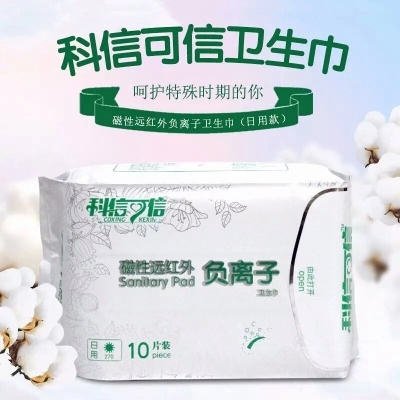 科信可信卫生巾
呵护特殊时期的你
磁性远红外负离子卫生巾(日用款)
科信可信
COXING KEXIN
磁性远红外
Sanitary Pad
负离子
卫生巾
由此打开
open
日用
270
10片装
piece